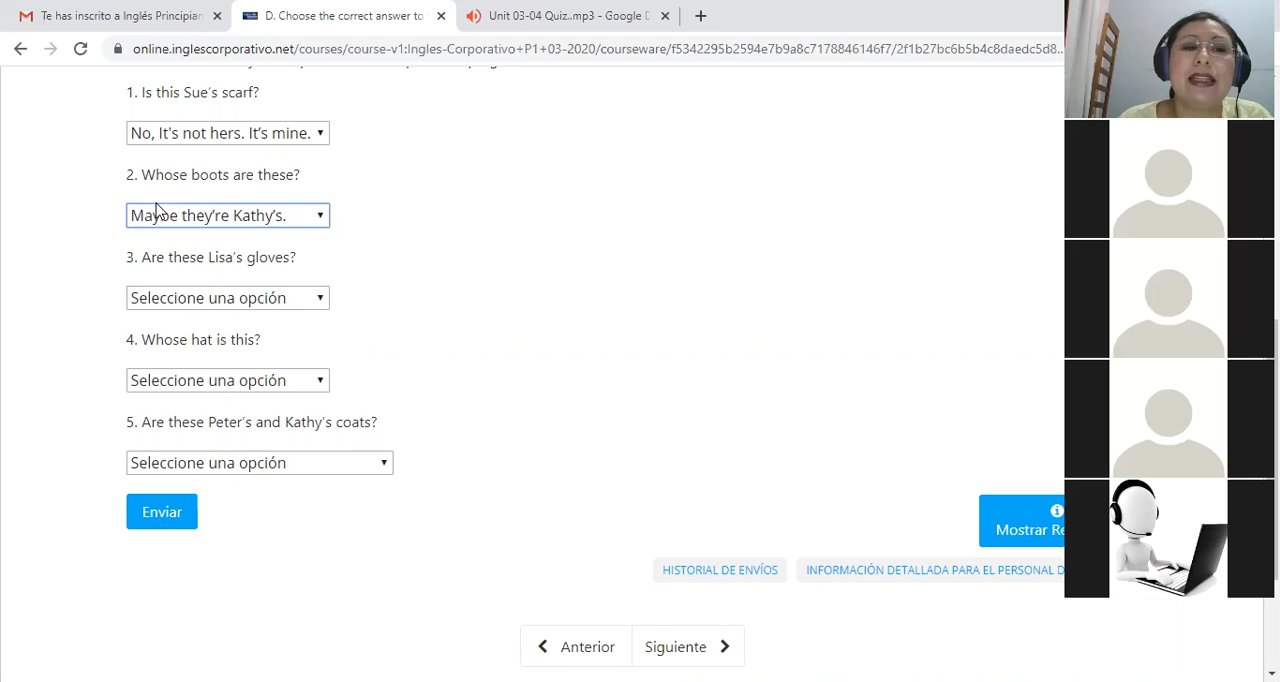 Te has inscrito a Inglés Principian
D. Choose the correct answer to
Unit 03-04 Quiz..mp3 - Google D
online.inglescorporativo.net/courses/course-v1:Ingles-Corporativo+P1+03-2020/courseware/f5342295b2594e7b9a8c7178846146f7/2f1b27bc6b5b4c8daedc5d8...
1. Is this Sue's scarf?
No, It's not hers. It's mine.
2. Whose boots are these?
Maybe they're Kathy's.
3. Are these Lisa's gloves?
Seleccione una opción
4. Whose hat is this?
Seleccione una opción
5. Are these Peter's and Kathy's coats?
Seleccione una opción
Enviar
Mostrar Re
HISTORIAL DE ENVÍOS
INFORMACIÓN DETALLADA PARA EL PERSONAL D
Anterior
Siguiente